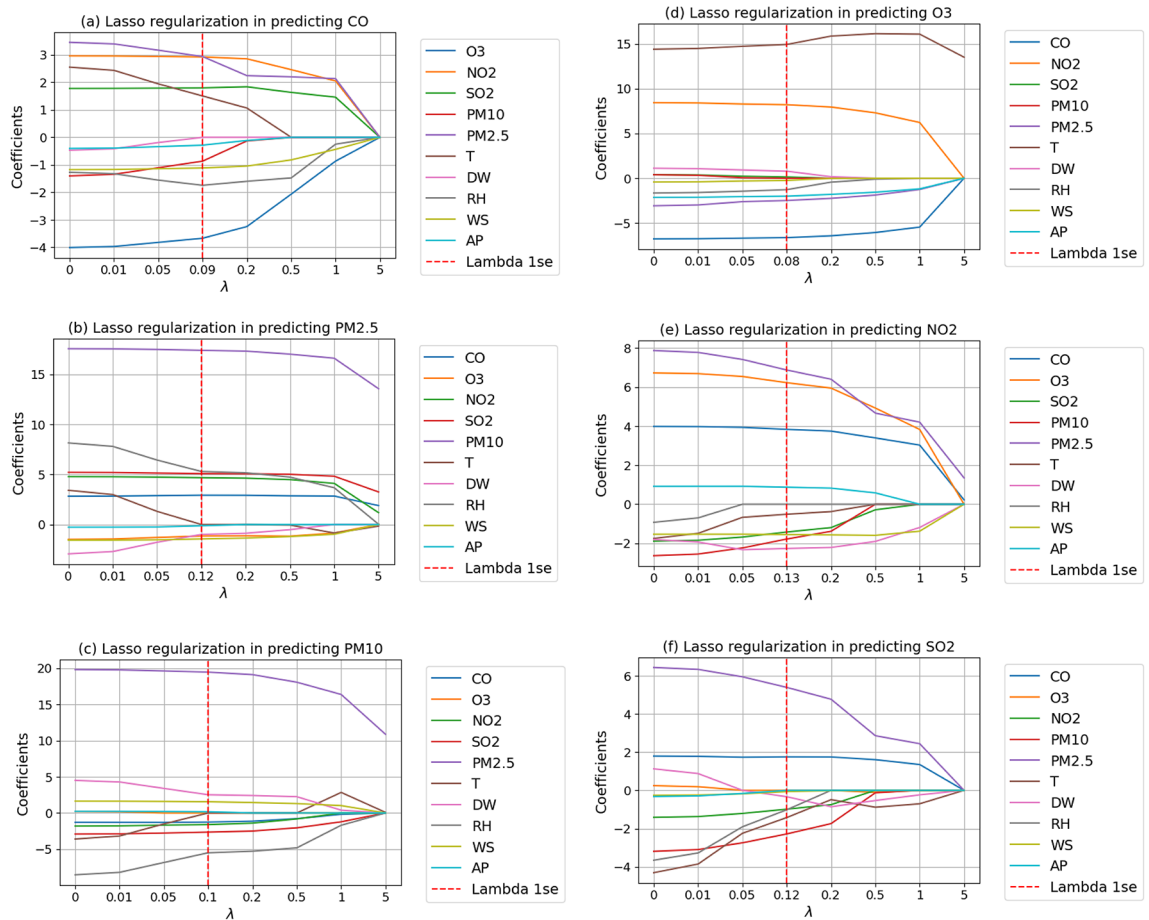 (a) Lasso regularization in predicting CO
Coefficients
3
2
1
0
−1
−2
−3
−4
0 0.01 0.05 0.09 0.2 0.5 1 5
λ
O3
NO2
SO2
PM10
PM2.5
T
DW
RH
WS
AP
Lambda 1se
(d) Lasso regularization in predicting O3
Coefficients
15
10
5
0
−5
0 0.01 0.05 0.08 0.2 0.5 1 5
λ
CO
NO2
SO2
PM10
PM2.5
T
DW
RH
WS
AP
Lambda 1se
(b) Lasso regularization in predicting PM2.5
Coefficients
15
10
5
0
0 0.01 0.05 0.12 0.2 0.5 1 5
λ
CO
O3
NO2
SO2
PM10
T
DW
RH
WS
AP
Lambda 1se
(e) Lasso regularization in predicting NO2
Coefficients
8
6
4
2
0
−2
0 0.01 0.05 0.13 0.2 0.5 1 5
λ
CO
O3
SO2
PM10
PM2.5
T
DW
RH
WS
AP
Lambda 1se
(c) Lasso regularization in predicting PM10
Coefficients
20
15
10
5
0
−5
0 0.01 0.05 0.1 0.2 0.5 1 5
λ
CO
O3
NO2
SO2
PM2.5
T
DW
RH
WS
AP
Lambda 1se
(f) Lasso regularization in predicting SO2
Coefficients
6
4
2
0
−2
−4
0 0.01 0.05 0.12 0.2 0.5 1 5
λ
CO
O3
NO2
PM10
PM2.5
T
DW
RH
WS
AP
Lambda 1se